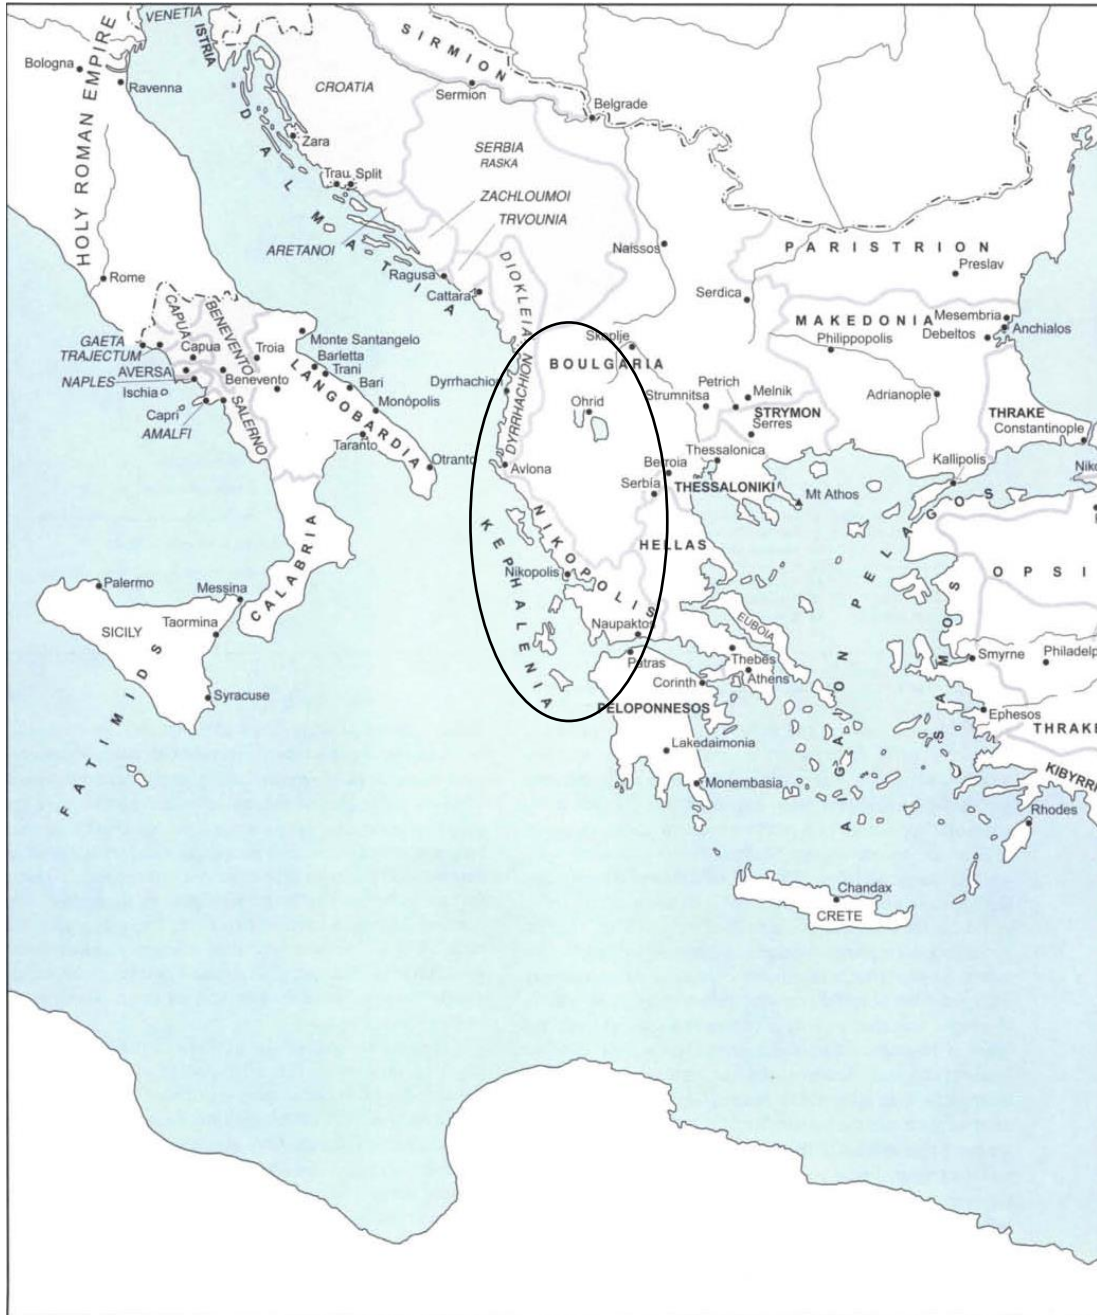 VENETIA
ISTRIA
SIRMION
Bologna
Ravenna
HOLY ROMAN EMPIRE
CROATIA
Sermion
Belgrade
Zara
DALMATIA
SERBIA
RASKA
Trau
Split
ZACHLOUMOI
TRVOUNIA
ARETANOI
Naissos
PARISTRION
Preslav
Rome
Ragusa
Cattara
DIOKLEIA
Serdica
CAPUA
BENEVENTO
MAKEDONIA
Mesembria
Anchialos
Debeltos
GAETA
TRAJECTUM
Capua
Troia
Monte Santangelo
Skoplje
Philippopolis
AVERSA
Barletta
Trani
BOULGARIA
NAPLES
Benevento
Bari
Dyrrhachion
DYRRHACHION
Petrich
Melnik
Ischia
LANGOBARDIA
Ohrid
Strumnitsa
Adrianople
Capri
AMALFI
SALERNO
Monópolis
STRYMON
Serres
THRAKE
Constantinople
Taranto
Otranto
Avlona
Berroia
Thessalonica
Kallipolis
Niko
Serbia
THESSALONIKI
Mt Athos
NIKOPOLIS
KEPHALENIA
HELLAS
AIGAION PELAGOS
OPSI
CALABRIA
Nikopolis
Palermo
Messina
SICILY
Taormina
Naupaktos
EUBOIA
SAMOS
Patras
Thebes
Smyrne
Philadelp
Syracuse
Corinth
Athens
PELOPONNESOS
Ephesos
FATIMIDS
Lakedaimonia
THRAKE
Monembasia
KIBYRRI
Rhodes
Chandax
CRETE